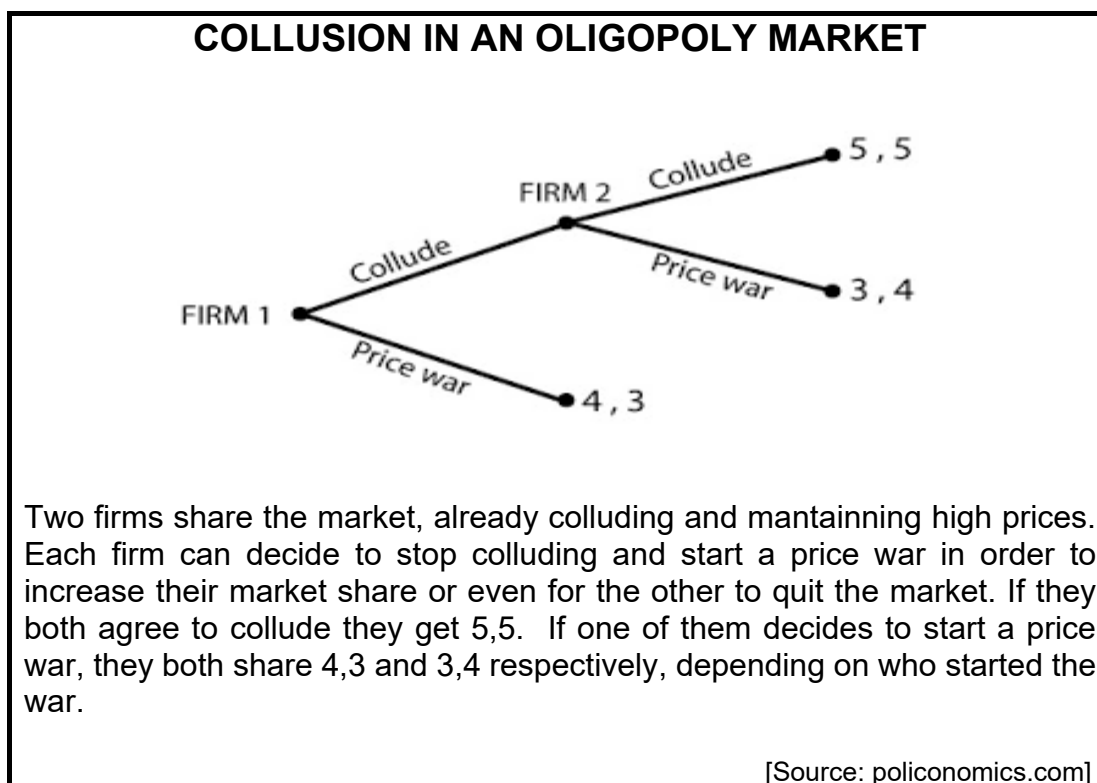 COLLUSION IN AN OLIGOPOLY MARKET
5 , 5
Collude
FIRM 2
Collude
Price war
3 , 4
FIRM 1
Price war
4 , 3
Two firms share the market, already colluding and mantainning high prices.
Each firm can decide to stop colluding and start a price war in order to
increase their market share or even for the other to quit the market. If they
both agree to collude they get 5,5. If one of them decides to start a price
war, they both share 4,3 and 3,4 respectively, depending on who started the
war.
[Source: policonomics.com]